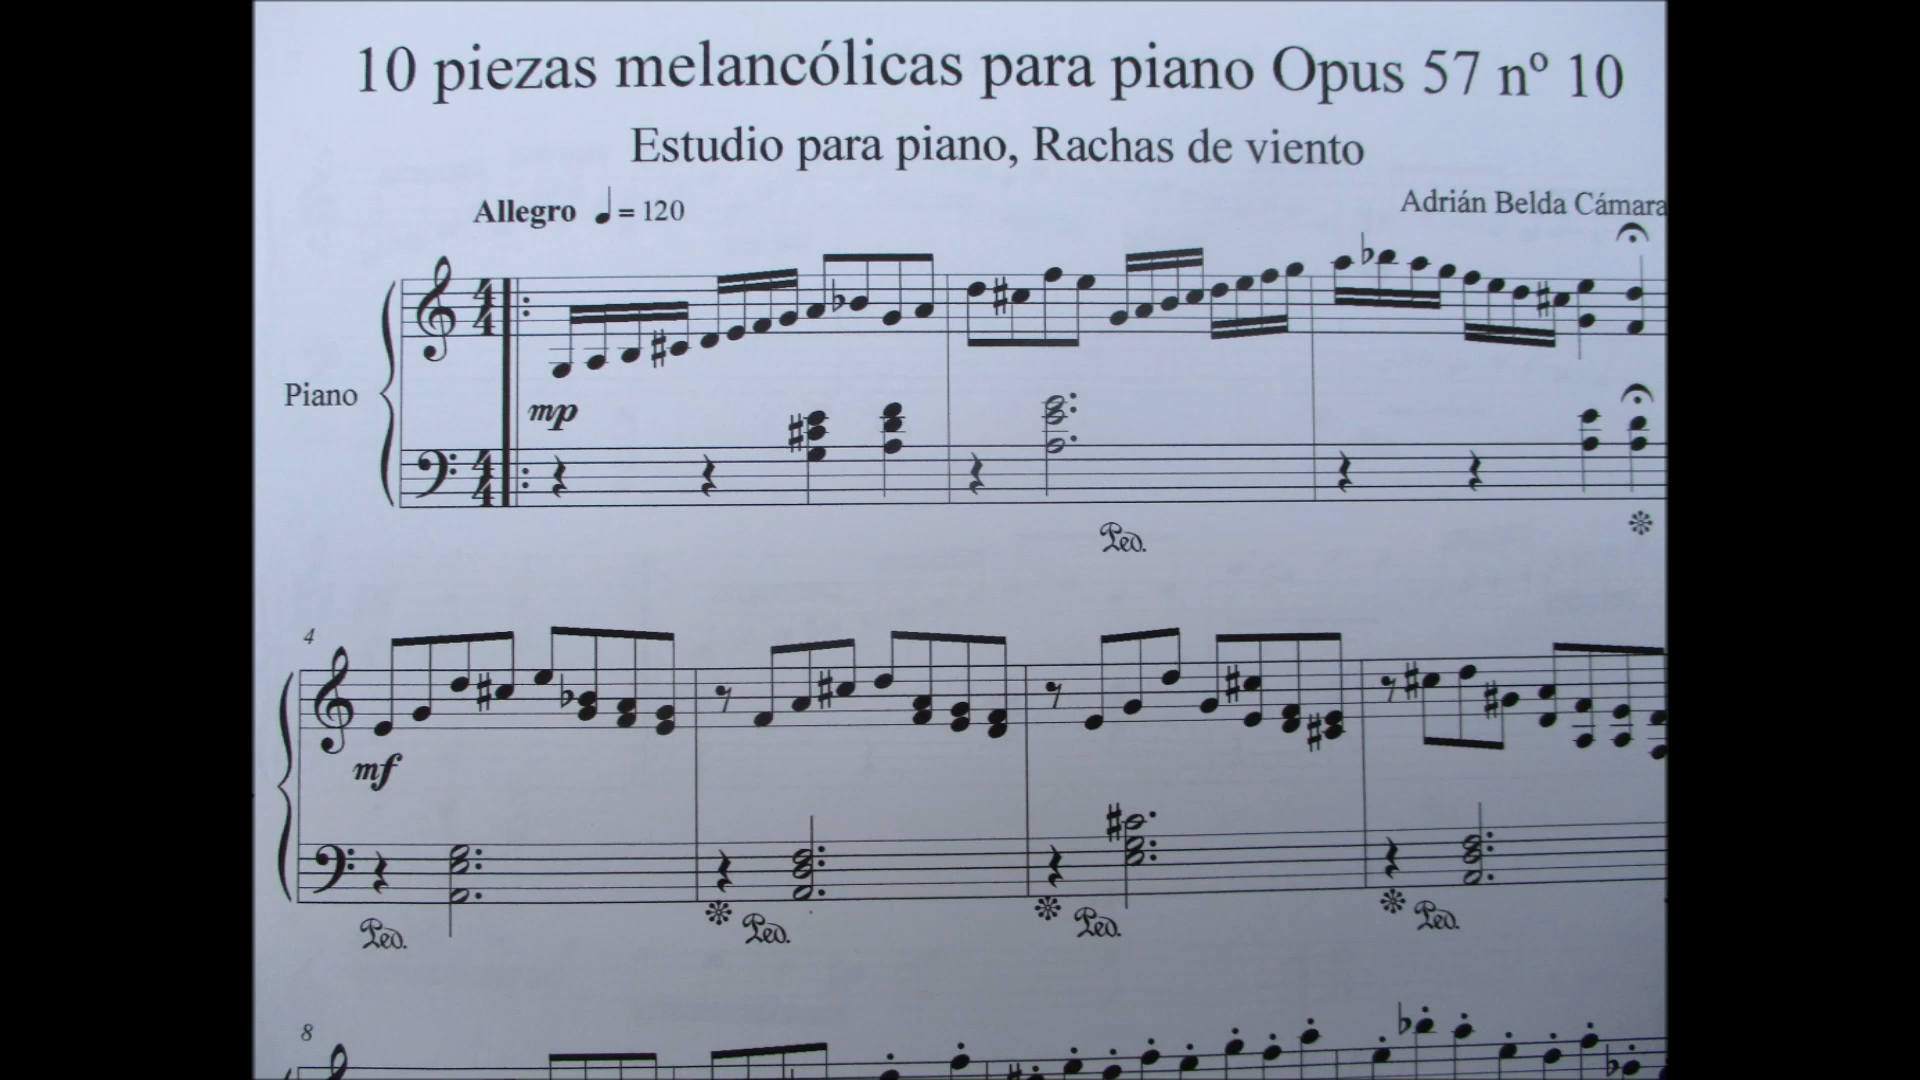 10 piezas melancólicas para piano Opus 57 nº 10
Estudio para piano, Rachas de viento
Allegro ♩ = 120
Adrián Belda Cámara
Piano
mp
Ped.
4
mf
Ped. Ped. Ped. Ped.
8